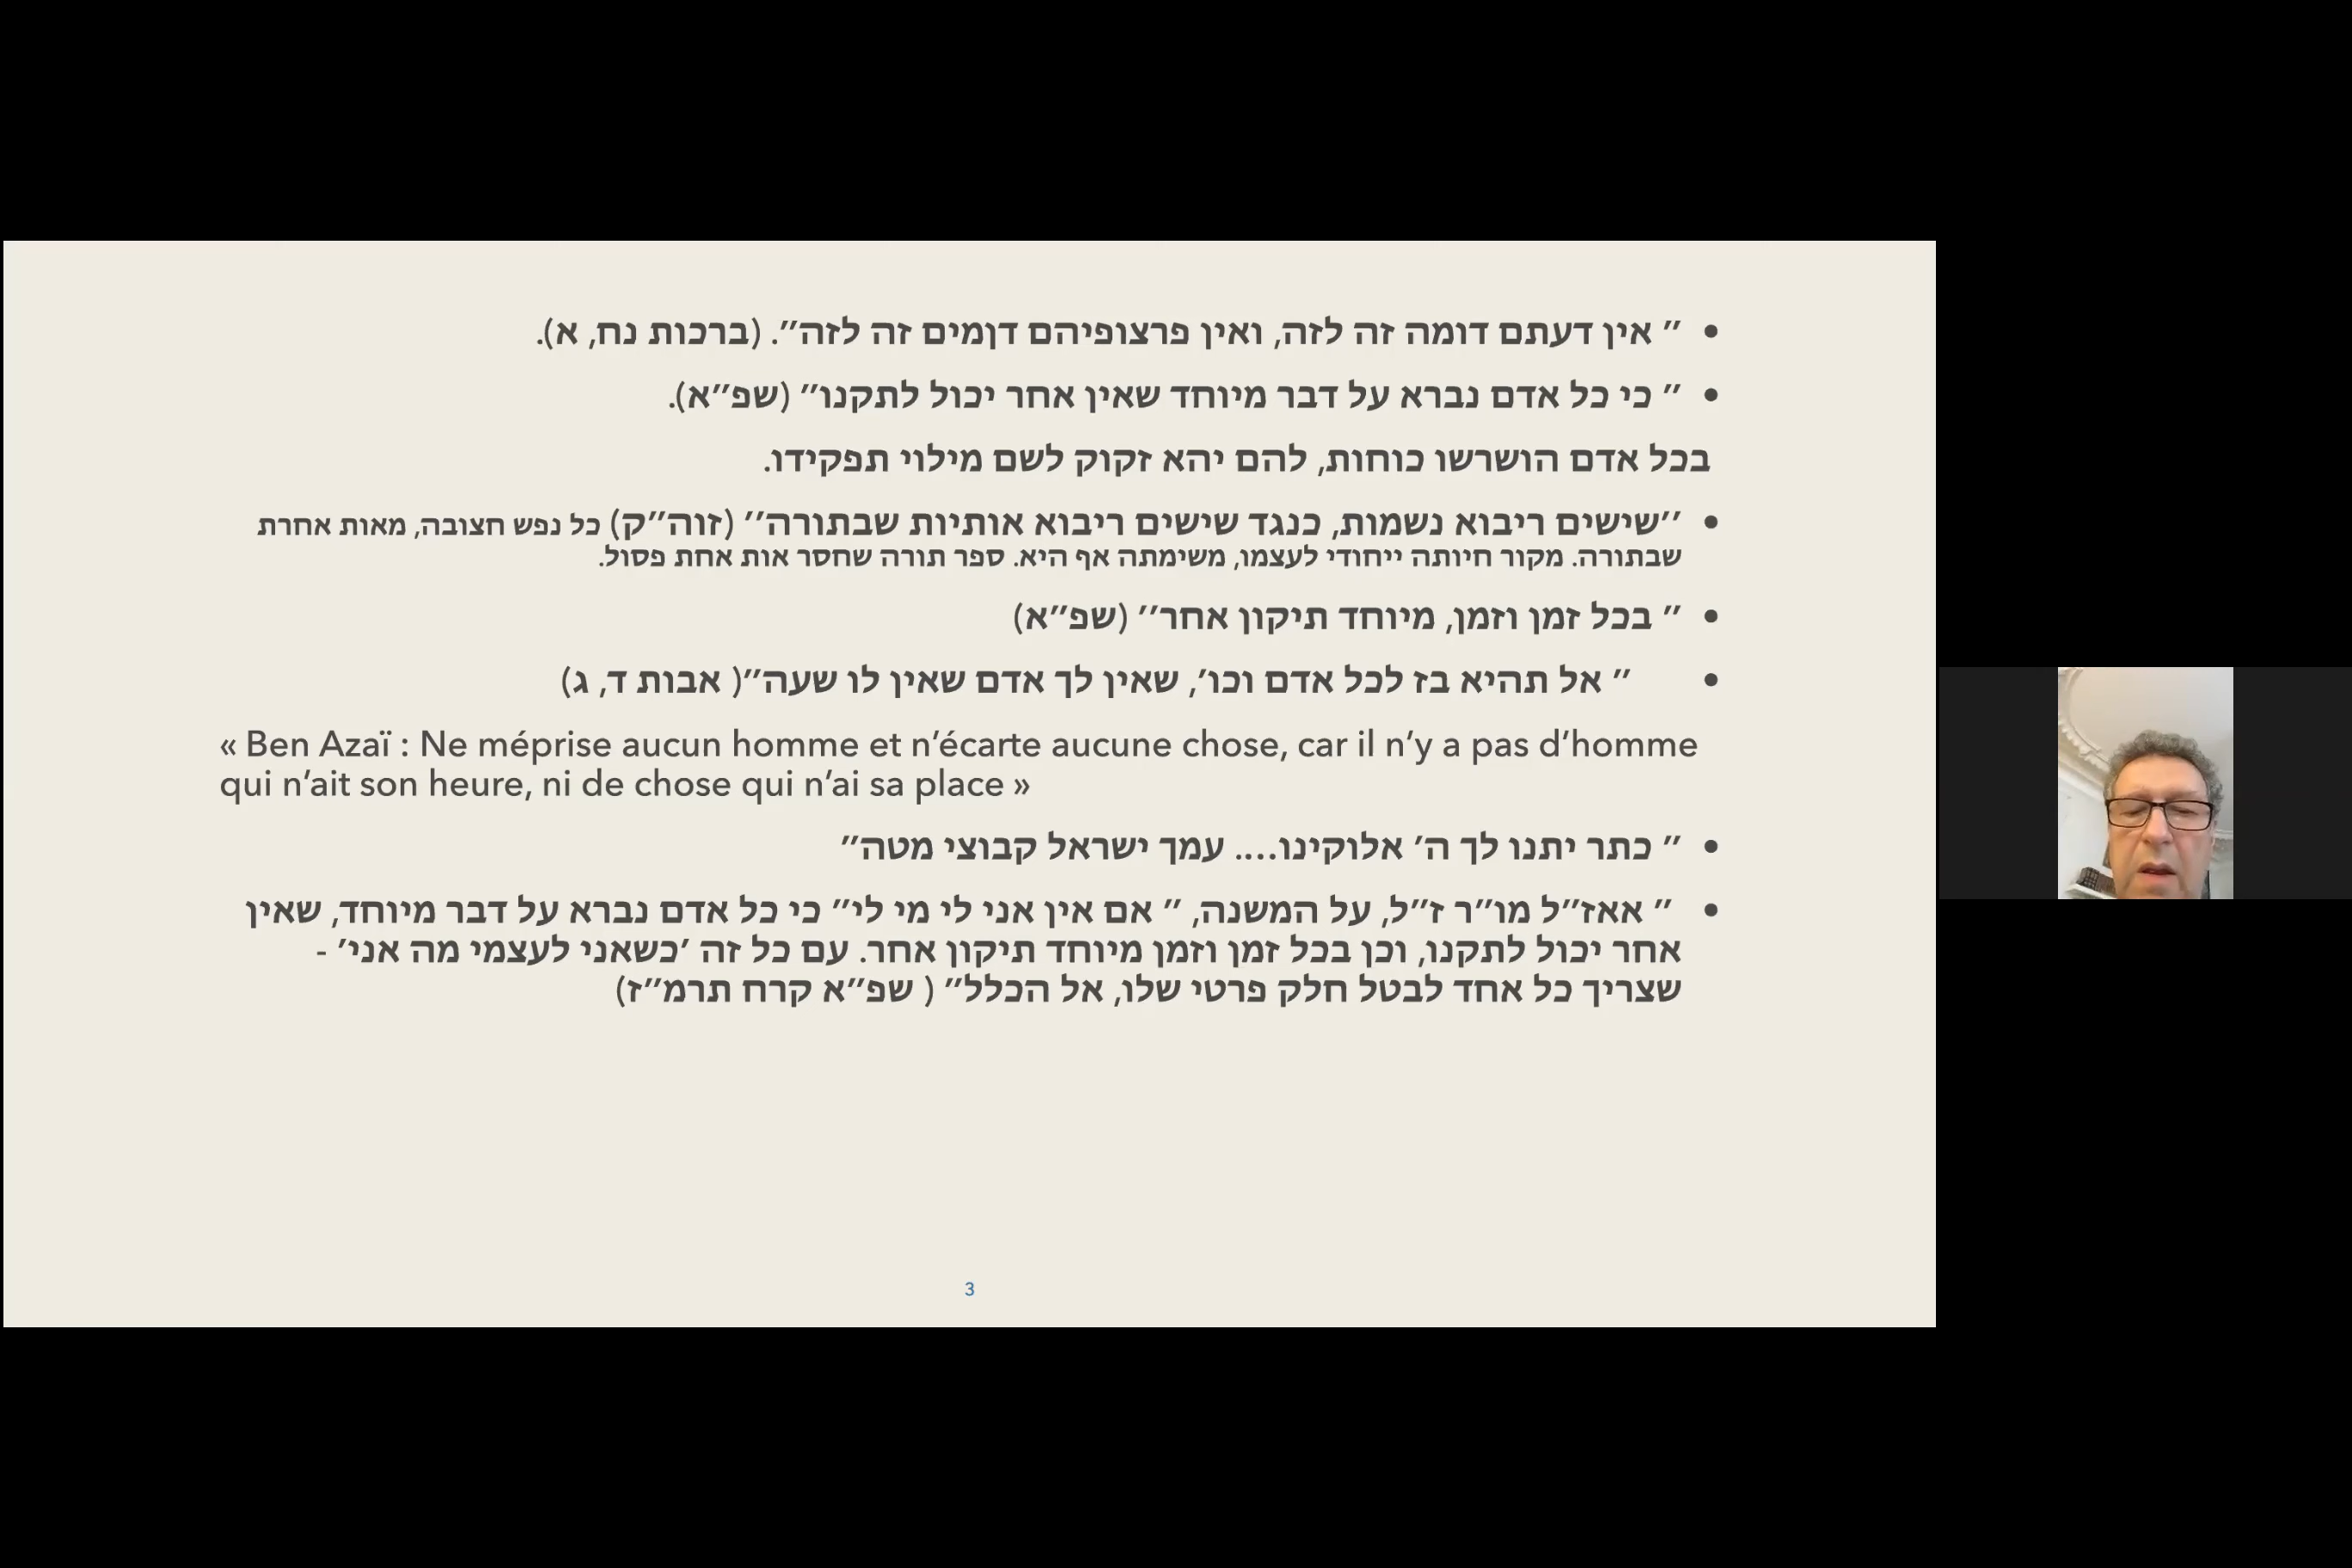 • ״ אין דעתם דומה זה לזה, ואין פרצופיהם דןמים זה לזה״. (ברכות נח, א).
• ״ כי כל אדם נברא על דבר מיוחד שאין אחר יכול לתקנו״ (שפ״א).
בכל אדם הושרשו כוחות, להם יהא זקוק לשם מילוי תפקידו.
• ׳׳שישים ריבוא נשמות, כנגד שישים ריבוא אותיות שבתורה׳׳ (זוה״ק) כל נפש חצובה, מאות אחרת
שבתורה. מקור חיותה ייחודי לעצמו, משימתה אף היא. ספר תורה שחסר אות אחת פסול.
• ״ בכל זמן וזמן, מיוחד תיקון אחר׳׳ (שפ״א)
• ״ אל תהיא בז לכל אדם וכו׳, שאין לך אדם שאין לו שעה״( אבות ד, ג)
« Ben Azaï : Ne méprise aucun homme et n’écarte aucune chose, car il n’y a pas d’homme
qui n’ait son heure, ni de chose qui n’ai sa place »
• ״ כתר יתנו לך ה׳ אלוקינו.... עמך ישראל קבוצי מטה״
• ״ אאז״ל מו״ר ז״ל, על המשנה, ״ אם אין אני לי מי לי״ כי כל אדם נברא על דבר מיוחד, שאין
אחר יכול לתקנו, וכן בכל זמן וזמן מיוחד תיקון אחר. עם כל זה ׳כשאני לעצמי מה אני׳ -
שצריך כל אחד לבטל חלק פרטי שלו, אל הכלל״ ( שפ״א קרח תרמ״ז)
3